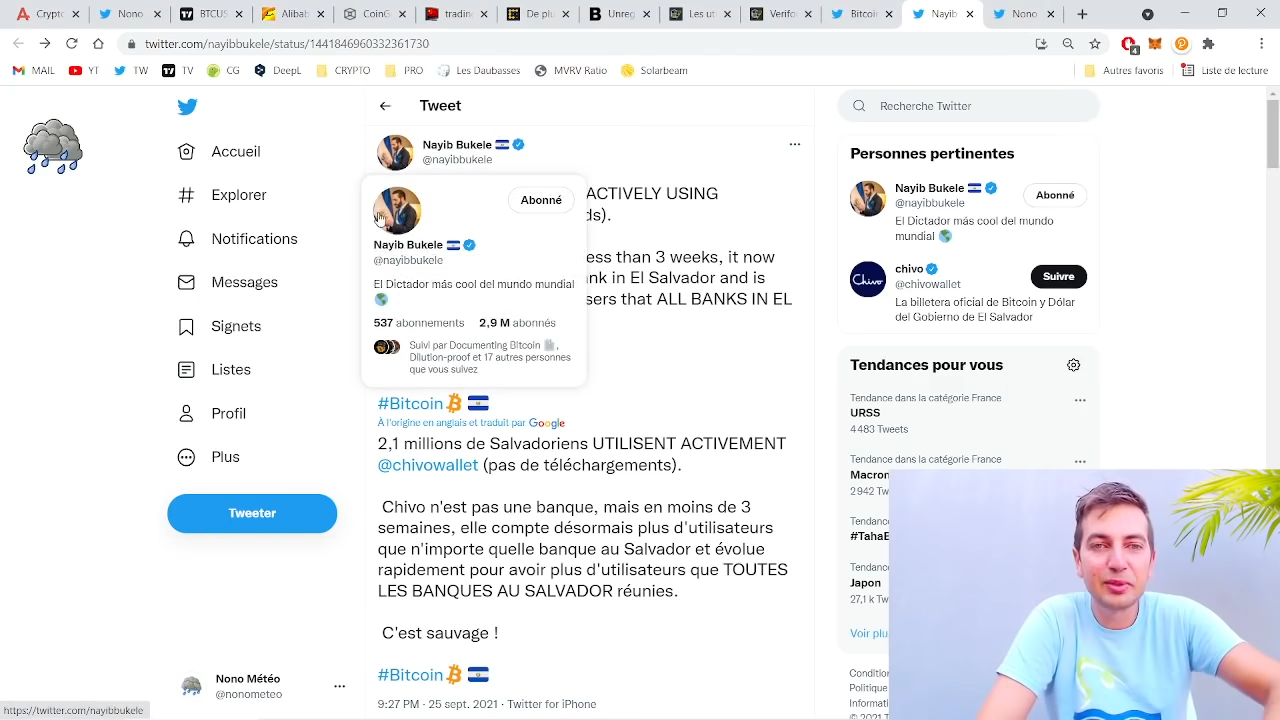 Crypto
Nono
BTCUS
Alibab
CoinG
tradin
De plu
Unreg
Les ut
Verifo
Bitcoin
Nayib
Nono
twitter.com/nayibbukele/status/1441846960332361730
4
MAIL
YT
TW
TV
CG
DeepL
CRYPTO
PRO
Les Daubasses
MVRV Ratio
Solarbeam
Autres favoris
Liste de lecture
Accueil
Explorer
Notifications
Messages
Signets
Listes
Profil
Plus
Tweeter
Nono Météo
@nonometeo
https://twitter.com/nayibbukele
Tweet
Nayib Bukele
@nayibbukele
ACTIVELY USING
ds).
ess than 3 weeks, it now
nk in El Salvador and is
sers that ALL BANKS IN EL
Abonné
Nayib Bukele
@nayibbukele
El Dictador más cool del mundo mundial
537 abonnements 2,9 M abonnés
Suivi par Documenting Bitcoin,
Dilution-proof et 17 autres personnes
que vous suivez
#Bitcoin
À l'origine en anglais et traduit par Google
2,1 millions de Salvadoriens UTILISENT ACTIVEMENT
@chivowallet (pas de téléchargements).
Chivo n'est pas une banque, mais en moins de 3
semaines, elle compte désormais plus d'utilisateurs
que n'importe quelle banque au Salvador et évolue
rapidement pour avoir plus d'utilisateurs que TOUTES
LES BANQUES AU SALVADOR réunies.
C'est sauvage !
#Bitcoin
9:27 PM · 25 sept. 2021 · Twitter for iPhone
Recherche Twitter
Personnes pertinentes
Nayib Bukele
@nayibbukele
Abonné
El Dictador más cool del mundo
mundial
chivo
@chivowallet
Suivre
Chivo
La billetera oficial de Bitcoin y Dólar
del Gobierno de El Salvador
Tendances pour vous
Tendance dans la catégorie France
URSS
4 483 Tweets
Tendance dans la catégorie France
Macron
2 942 Tw
Tendance
#TahaB
Tendance
Japon
27,1 k Tw
Voir plu
Condition
Politique
Informati
© 2021 T